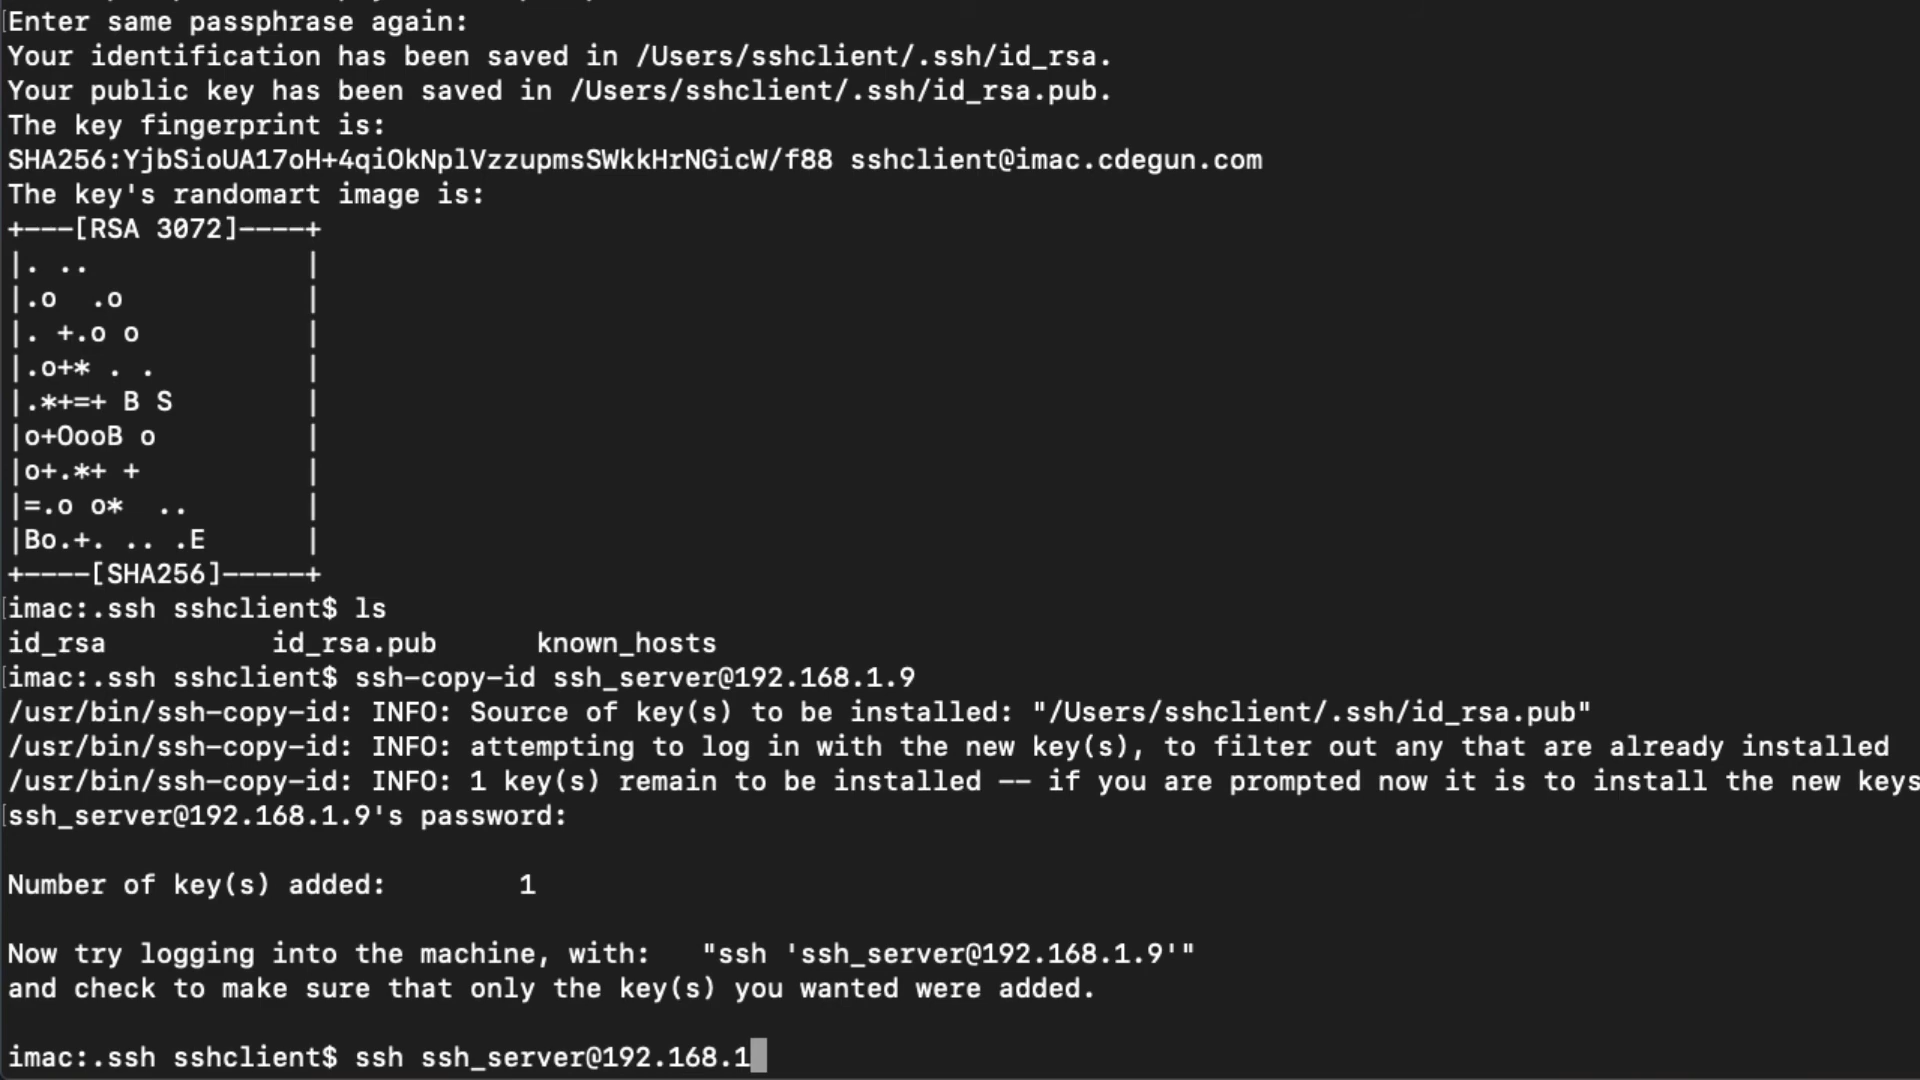 Enter same passphrase again:
Your identification has been saved in /Users/sshclient/.ssh/id_rsa.
Your public key has been saved in /Users/sshclient/.ssh/id_rsa.pub.
The key fingerprint is:
SHA256:YjbSioUA17oH+4qiOkNplVzzupmsSWkkHrNGicW/f88 sshclient@imac.cdegun.com
The key's randomart image is:
+---[RSA 3072]----+
|. ..             |
|.o  .o           |
|. +.o o          |
|.o+* . .         |
|.*+=+ B S        |
|o+OooB o         |
|o+.*+ +          |
|=.o o*  ..       |
|Bo.+. .. .E      |
+----[SHA256]-----+
imac:.ssh sshclient$ ls
id_rsa          id_rsa.pub      known_hosts
imac:.ssh sshclient$ ssh-copy-id ssh_server@192.168.1.9
/usr/bin/ssh-copy-id: INFO: Source of key(s) to be installed: "/Users/sshclient/.ssh/id_rsa.pub"
/usr/bin/ssh-copy-id: INFO: attempting to log in with the new key(s), to filter out any that are already installed
/usr/bin/ssh-copy-id: INFO: 1 key(s) remain to be installed -- if you are prompted now it is to install the new keys
ssh_server@192.168.1.9's password:
Number of key(s) added:        1
Now try logging into the machine, with:   "ssh 'ssh_server@192.168.1.9'"
and check to make sure that only the key(s) you wanted were added.
imac:.ssh sshclient$ ssh ssh_server@192.168.1